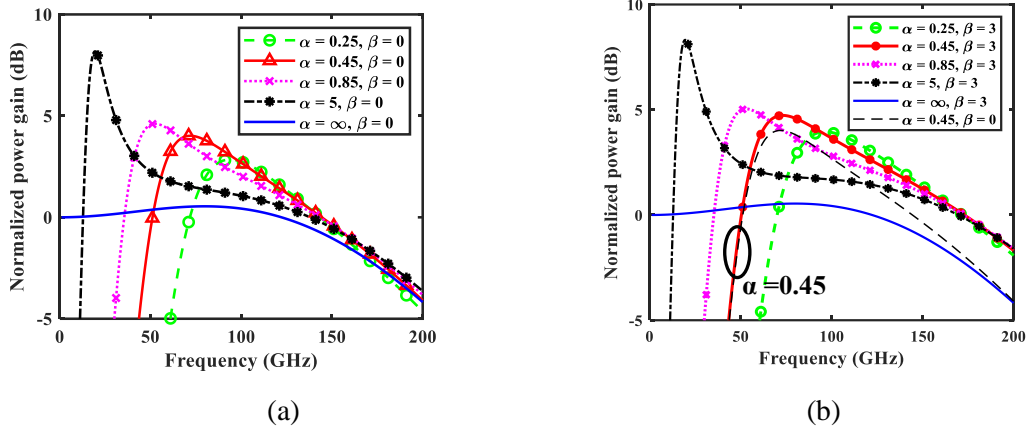 Normalized power gain (dB)
10
5
0
-5
α = 0.25, β = 0
α = 0.45, β = 0
α = 0.85, β = 0
α = 5, β = 0
α = ∞, β = 0
0 50 100 150 200
Frequency (GHz)
(a)
Normalized power gain (dB)
10
5
0
-5
α = 0.25, β = 3
α = 0.45, β = 3
α = 0.85, β = 3
α = 5, β = 3
α = ∞, β = 3
α = 0.45, β = 0
α =0.45
0 50 100 150 200
Frequency (GHz)
(b)